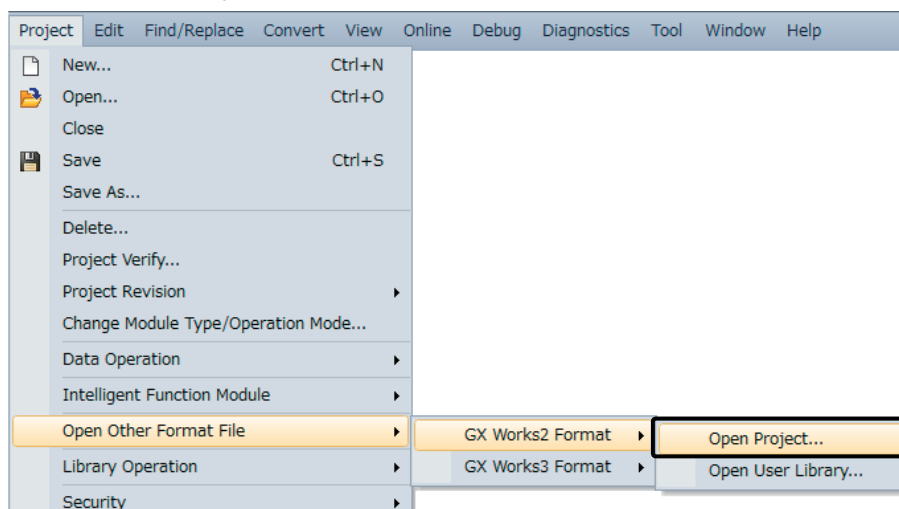 Project Edit Find/Replace Convert View Online Debug Diagnostics Tool Window Help
New... Ctrl+N
Open... Ctrl+O
Close
Save Ctrl+S
Save As...
Delete...
Project Verify...
Project Revision
Change Module Type/Operation Mode...
Data Operation
Intelligent Function Module
Open Other Format File GX Works2 Format Open Project...
Library Operation GX Works3 Format Open User Library...
Security